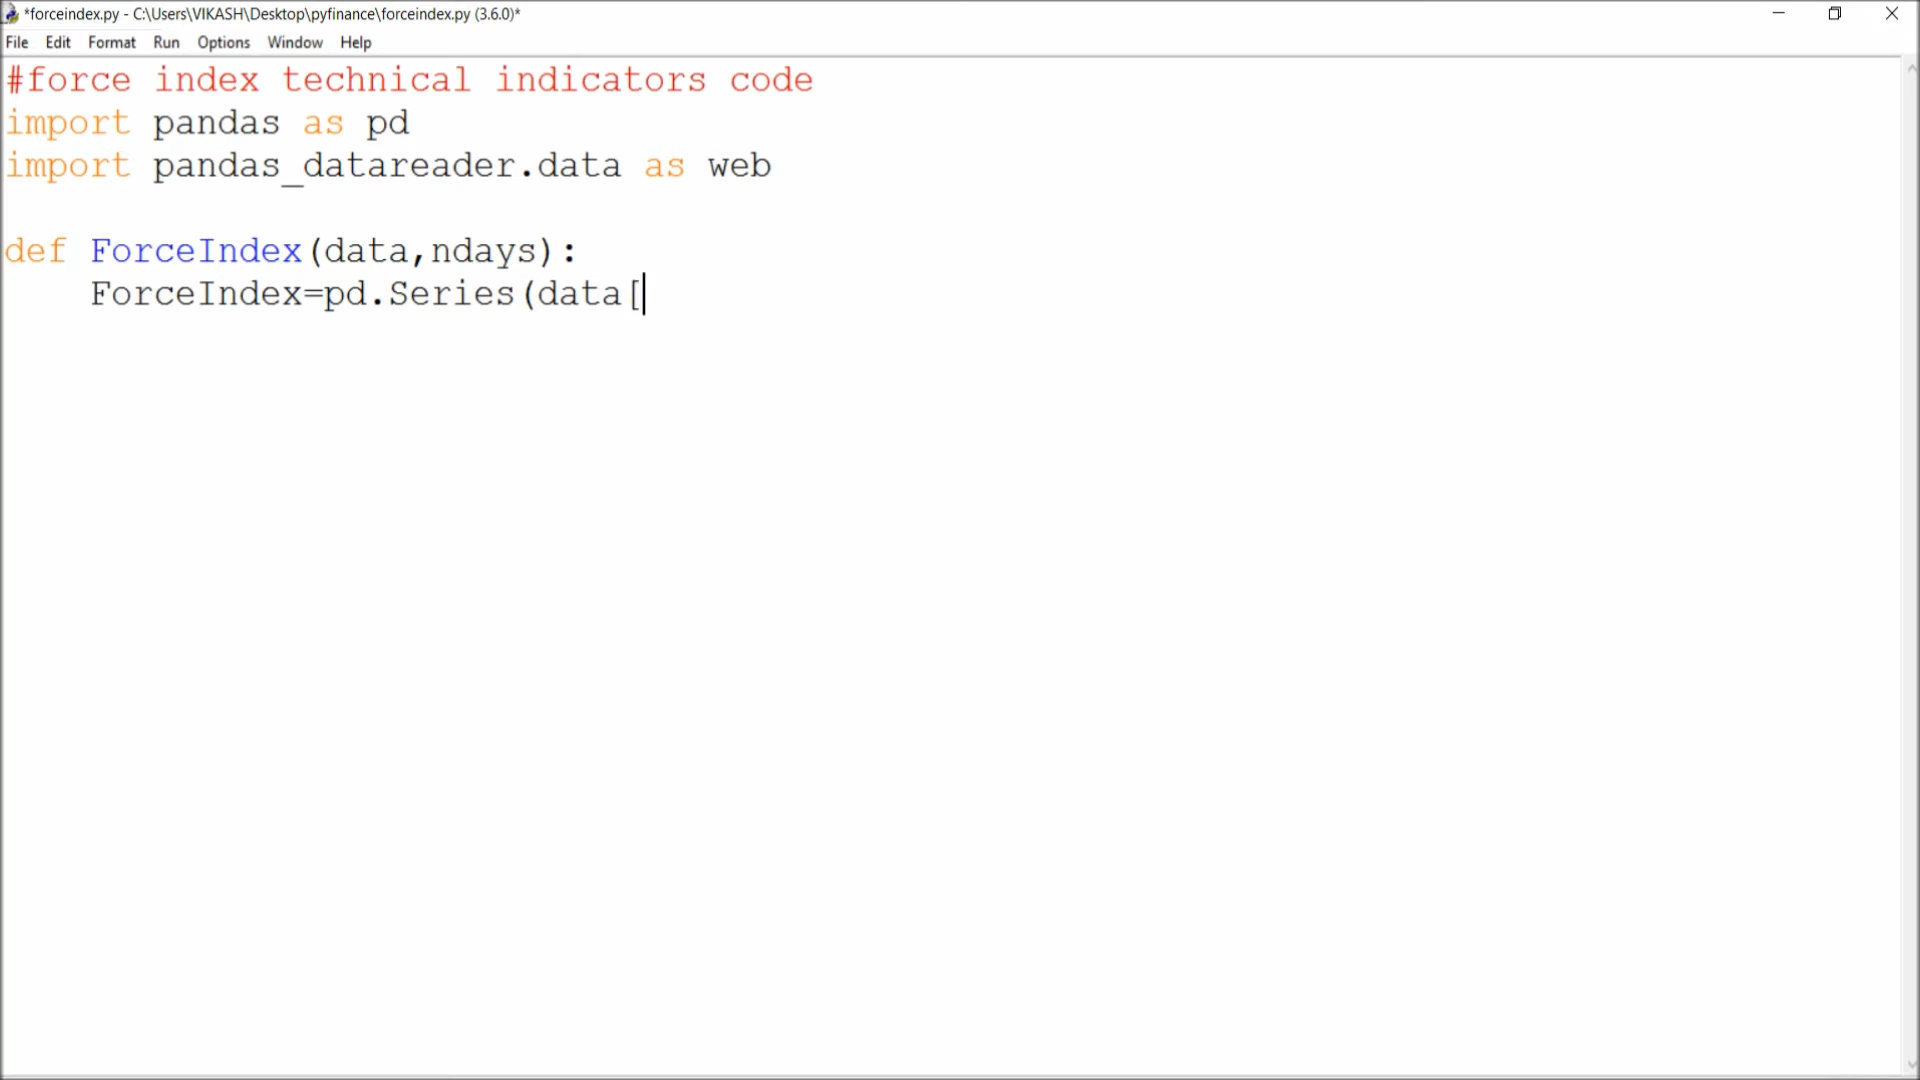 *forceindex.py - C:\Users\VIKASH\Desktop\pyfinance\forceindex.py (3.6.0)*
File Edit Format Run Options Window Help
#force index technical indicators code
import pandas as pd
import pandas_datareader.data as web
def ForceIndex(data,ndays):
    ForceIndex=pd.Series(data[